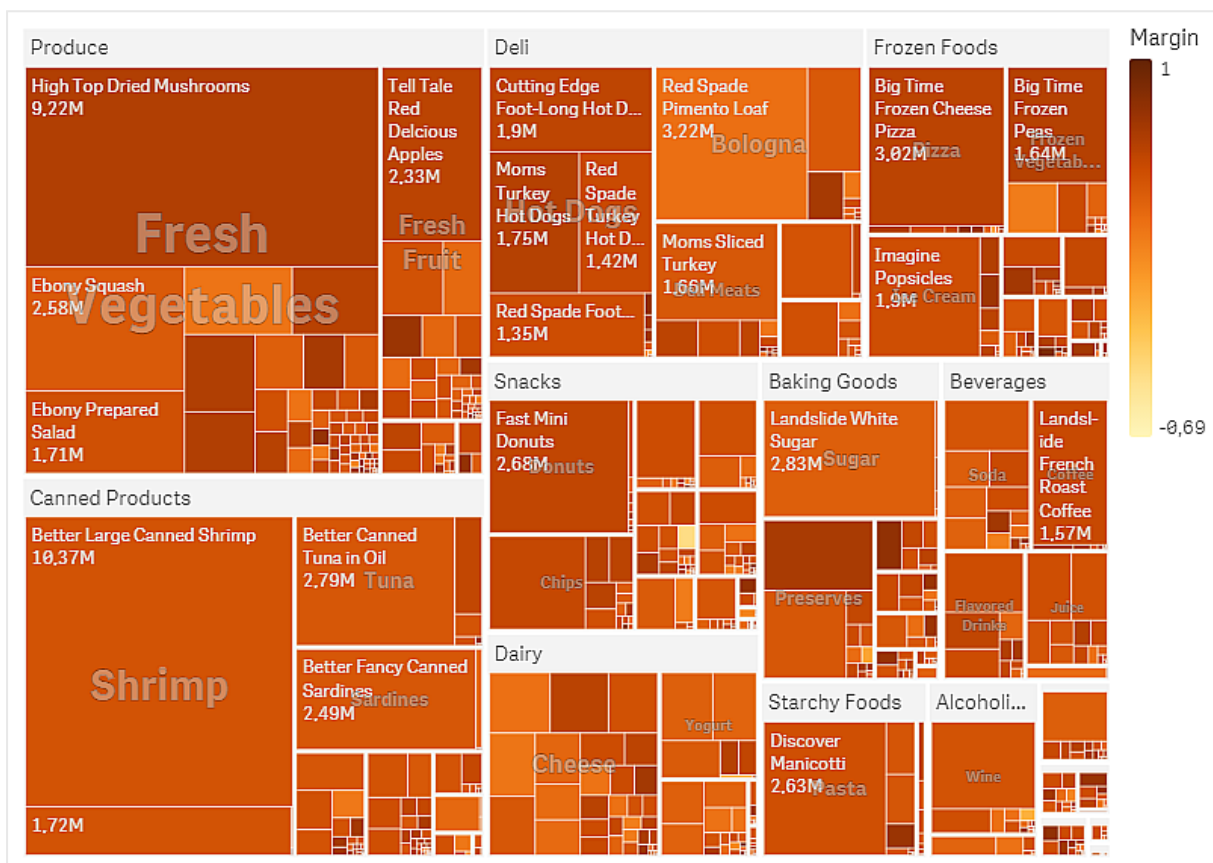 Produce
High Top Dried Mushrooms
9,22M
Tell Tale
Red
Delcious
Apples
2,33M
Fresh
Vegetables
Fresh
Fruit
Ebony Squash
2,58M
Ebony Prepared
Salad
1,71M
Canned Products
Better Large Canned Shrimp
10,37M
Shrimp
1,72M
Better Canned
Tuna in Oil
2,79M
Tuna
Better Fancy Canned
Sardines
2,49M
Sardines
Deli
Cutting Edge
Foot-Long Hot D...
1,9M
Moms
Turkey
Hot Dogs
1,75M
Red
Spade
Turkey
Hot D...
1,42M
Hot Dogs
Red Spade Foot...
1,35M
Red Spade
Pimento Loaf
3,22M
Bologna
Moms Sliced
Turkey
1,66M
Deli Meats
Frozen Foods
Big Time
Frozen Cheese
Pizza
3,02M
Pizza
Big Time
Frozen
Peas
1,64M
Frozen
Vegetab...
Imagine
Popsicles
1,9M
Ice Cream
Snacks
Fast Mini
Donuts
2,68M
Donuts
Chips
Dairy
Cheese
Yogurt
Baking Goods
Landslide White
Sugar
2,83M
Sugar
Preserves
Beverages
Soda
Landsl-
ide
French
Roast
Coffee
1,57M
Coffee
Flavored
Drinks
Juice
Starchy Foods
Discover
Manicotti
2,63M
Pasta
Alcoholi...
Wine
Margin
1
-0,69